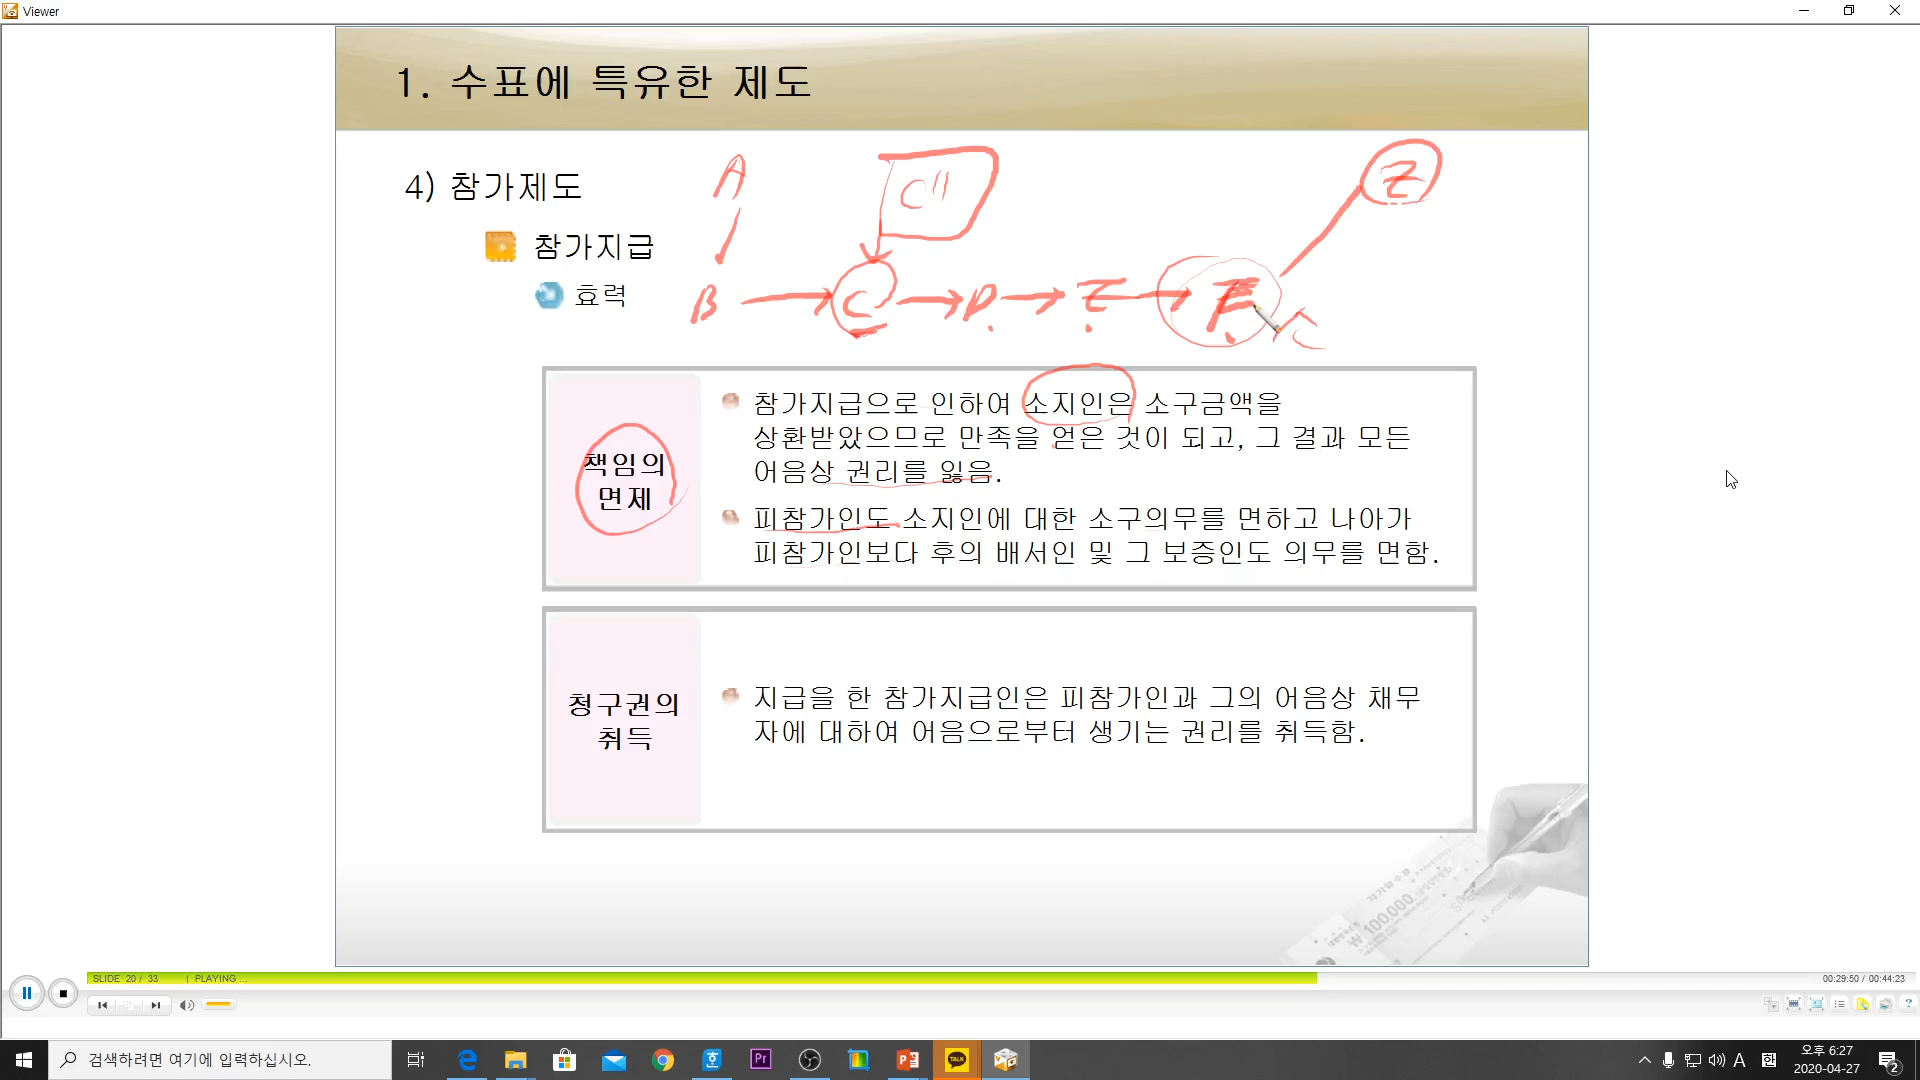 Viewer
1. 수표에 특유한 제도
4) 참가제도
A
C"
Z
참가지급
효력
B → C → D → E → F
참가지급으로 인하여 소지인은 소구금액을
상환받았으므로 만족을 얻은 것이 되고, 그 결과 모든
어음상 권리를 잃음.
책임의
면제
피참가인도 소지인에 대한 소구의무를 면하고 나아가
피참가인보다 후의 배서인 및 그 보증인도 의무를 면함.
청구권의
취득
지급을 한 참가지급인은 피참가인과 그의 어음상 채무
자에 대하여 어음으로부터 생기는 권리를 취득함.
₩100,000
SLIDE 20 / 33 | PLAYING ...
00:29:50 / 00:44:23
검색하려면 여기에 입력하십시오.
Pr
TALK
A
한
오후 6:27
2020-04-27
2